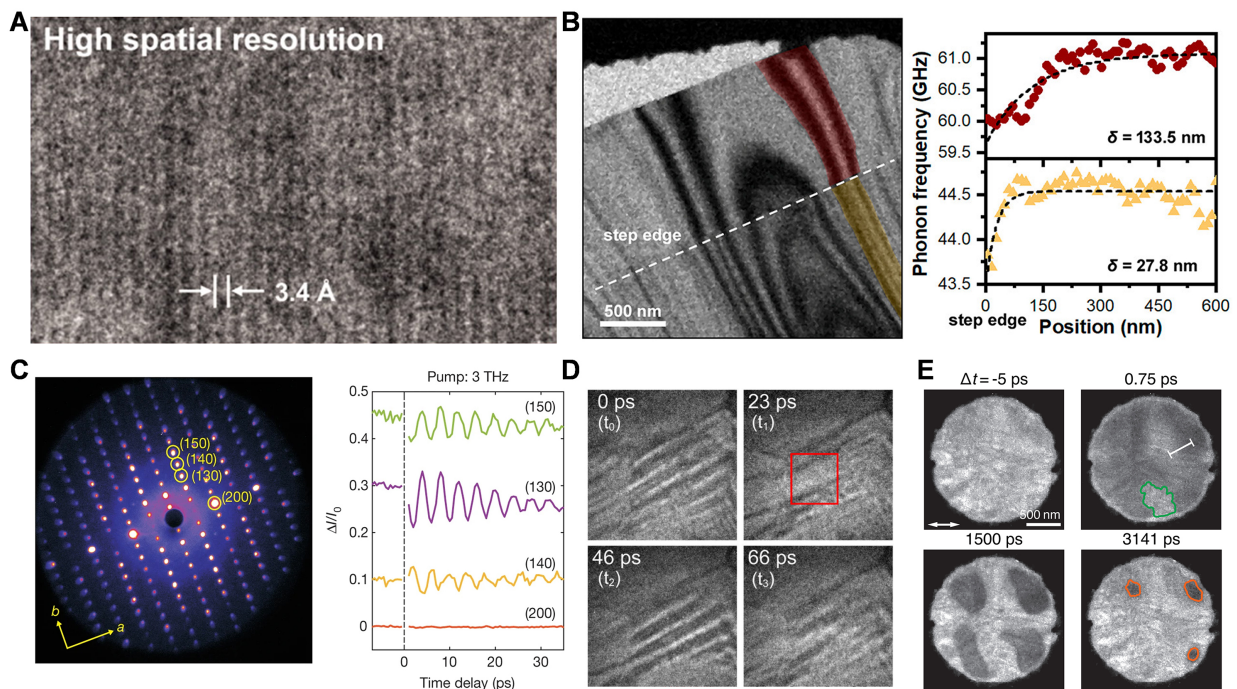 A
High spatial resolution
3.4 Å
B
step edge
500 nm
Phonon frequency (GHz)
61.0
60.5
60.0
59.5
δ = 133.5 nm
44.5
44.0
43.5
δ = 27.8 nm
0
150
300
450
600
step edge
Position (nm)
C
(150)
(140)
(130)
(200)
b
a
Pump: 3 THz
ΔI/I0
0.5
0.4
0.3
0.2
0.1
0
(150)
(130)
(140)
(200)
0
10
20
30
Time delay (ps)
D
0 ps
(t0)
23 ps
(t1)
46 ps
(t2)
66 ps
(t3)
E
Δt = -5 ps
0.75 ps
500 nm
1500 ps
3141 ps